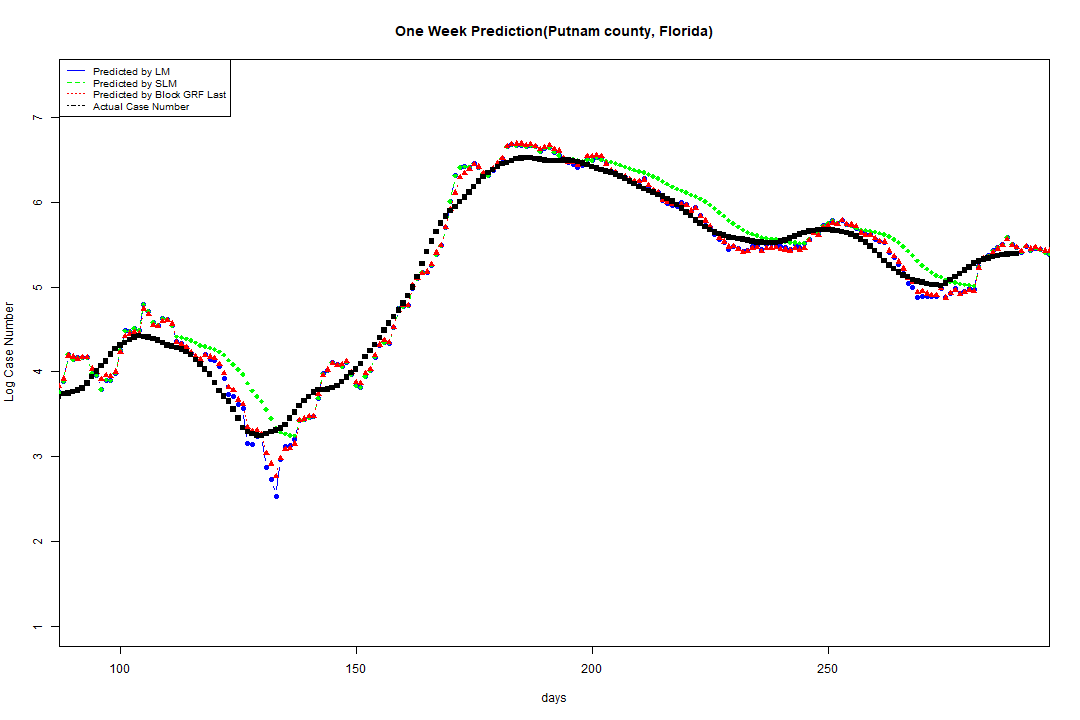 One Week Prediction(Putnam county, Florida)
Predicted by LM
Predicted by SLM
Predicted by Block GRF Last
Actual Case Number
7
6
5
4
3
2
1
Log Case Number
100 150 200 250
days